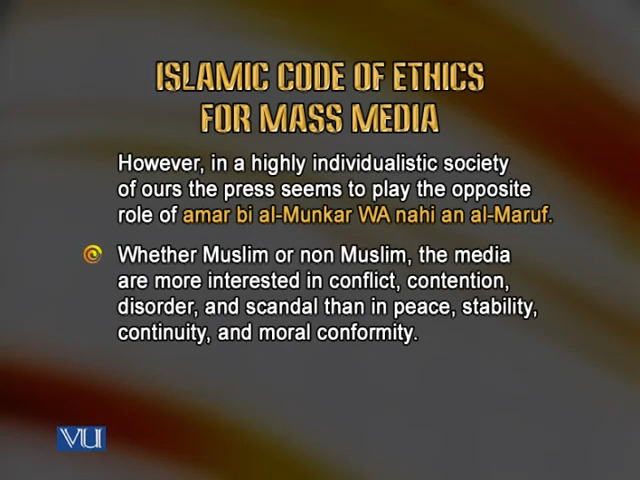 ISLAMIC CODE OF ETHICS
FOR MASS MEDIA
However, in a highly individualistic society
of ours the press seems to play the opposite
role of amar bi al-Munkar WA nahi an al-Maruf.
Whether Muslim or non Muslim, the media
are more interested in conflict, contention,
disorder, and scandal than in peace, stability,
continuity, and moral conformity.
VU